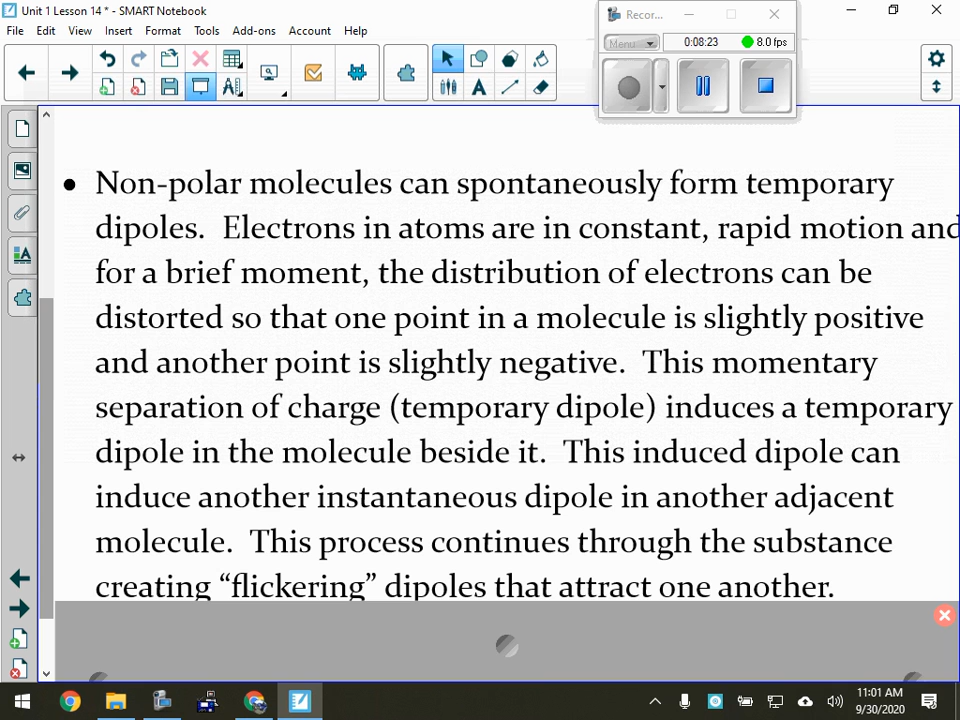 Unit 1 Lesson 14 * - SMART Notebook
File Edit View Insert Format Tools Add-ons Account Help
Recor...
Menu 0:08:23 8.0 fps
• Non-polar molecules can spontaneously form temporary
dipoles. Electrons in atoms are in constant, rapid motion and
for a brief moment, the distribution of electrons can be
distorted so that one point in a molecule is slightly positive
and another point is slightly negative. This momentary
separation of charge (temporary dipole) induces a temporary
dipole in the molecule beside it. This induced dipole can
induce another instantaneous dipole in another adjacent
molecule. This process continues through the substance
creating “flickering” dipoles that attract one another.
11:01 AM
9/30/2020